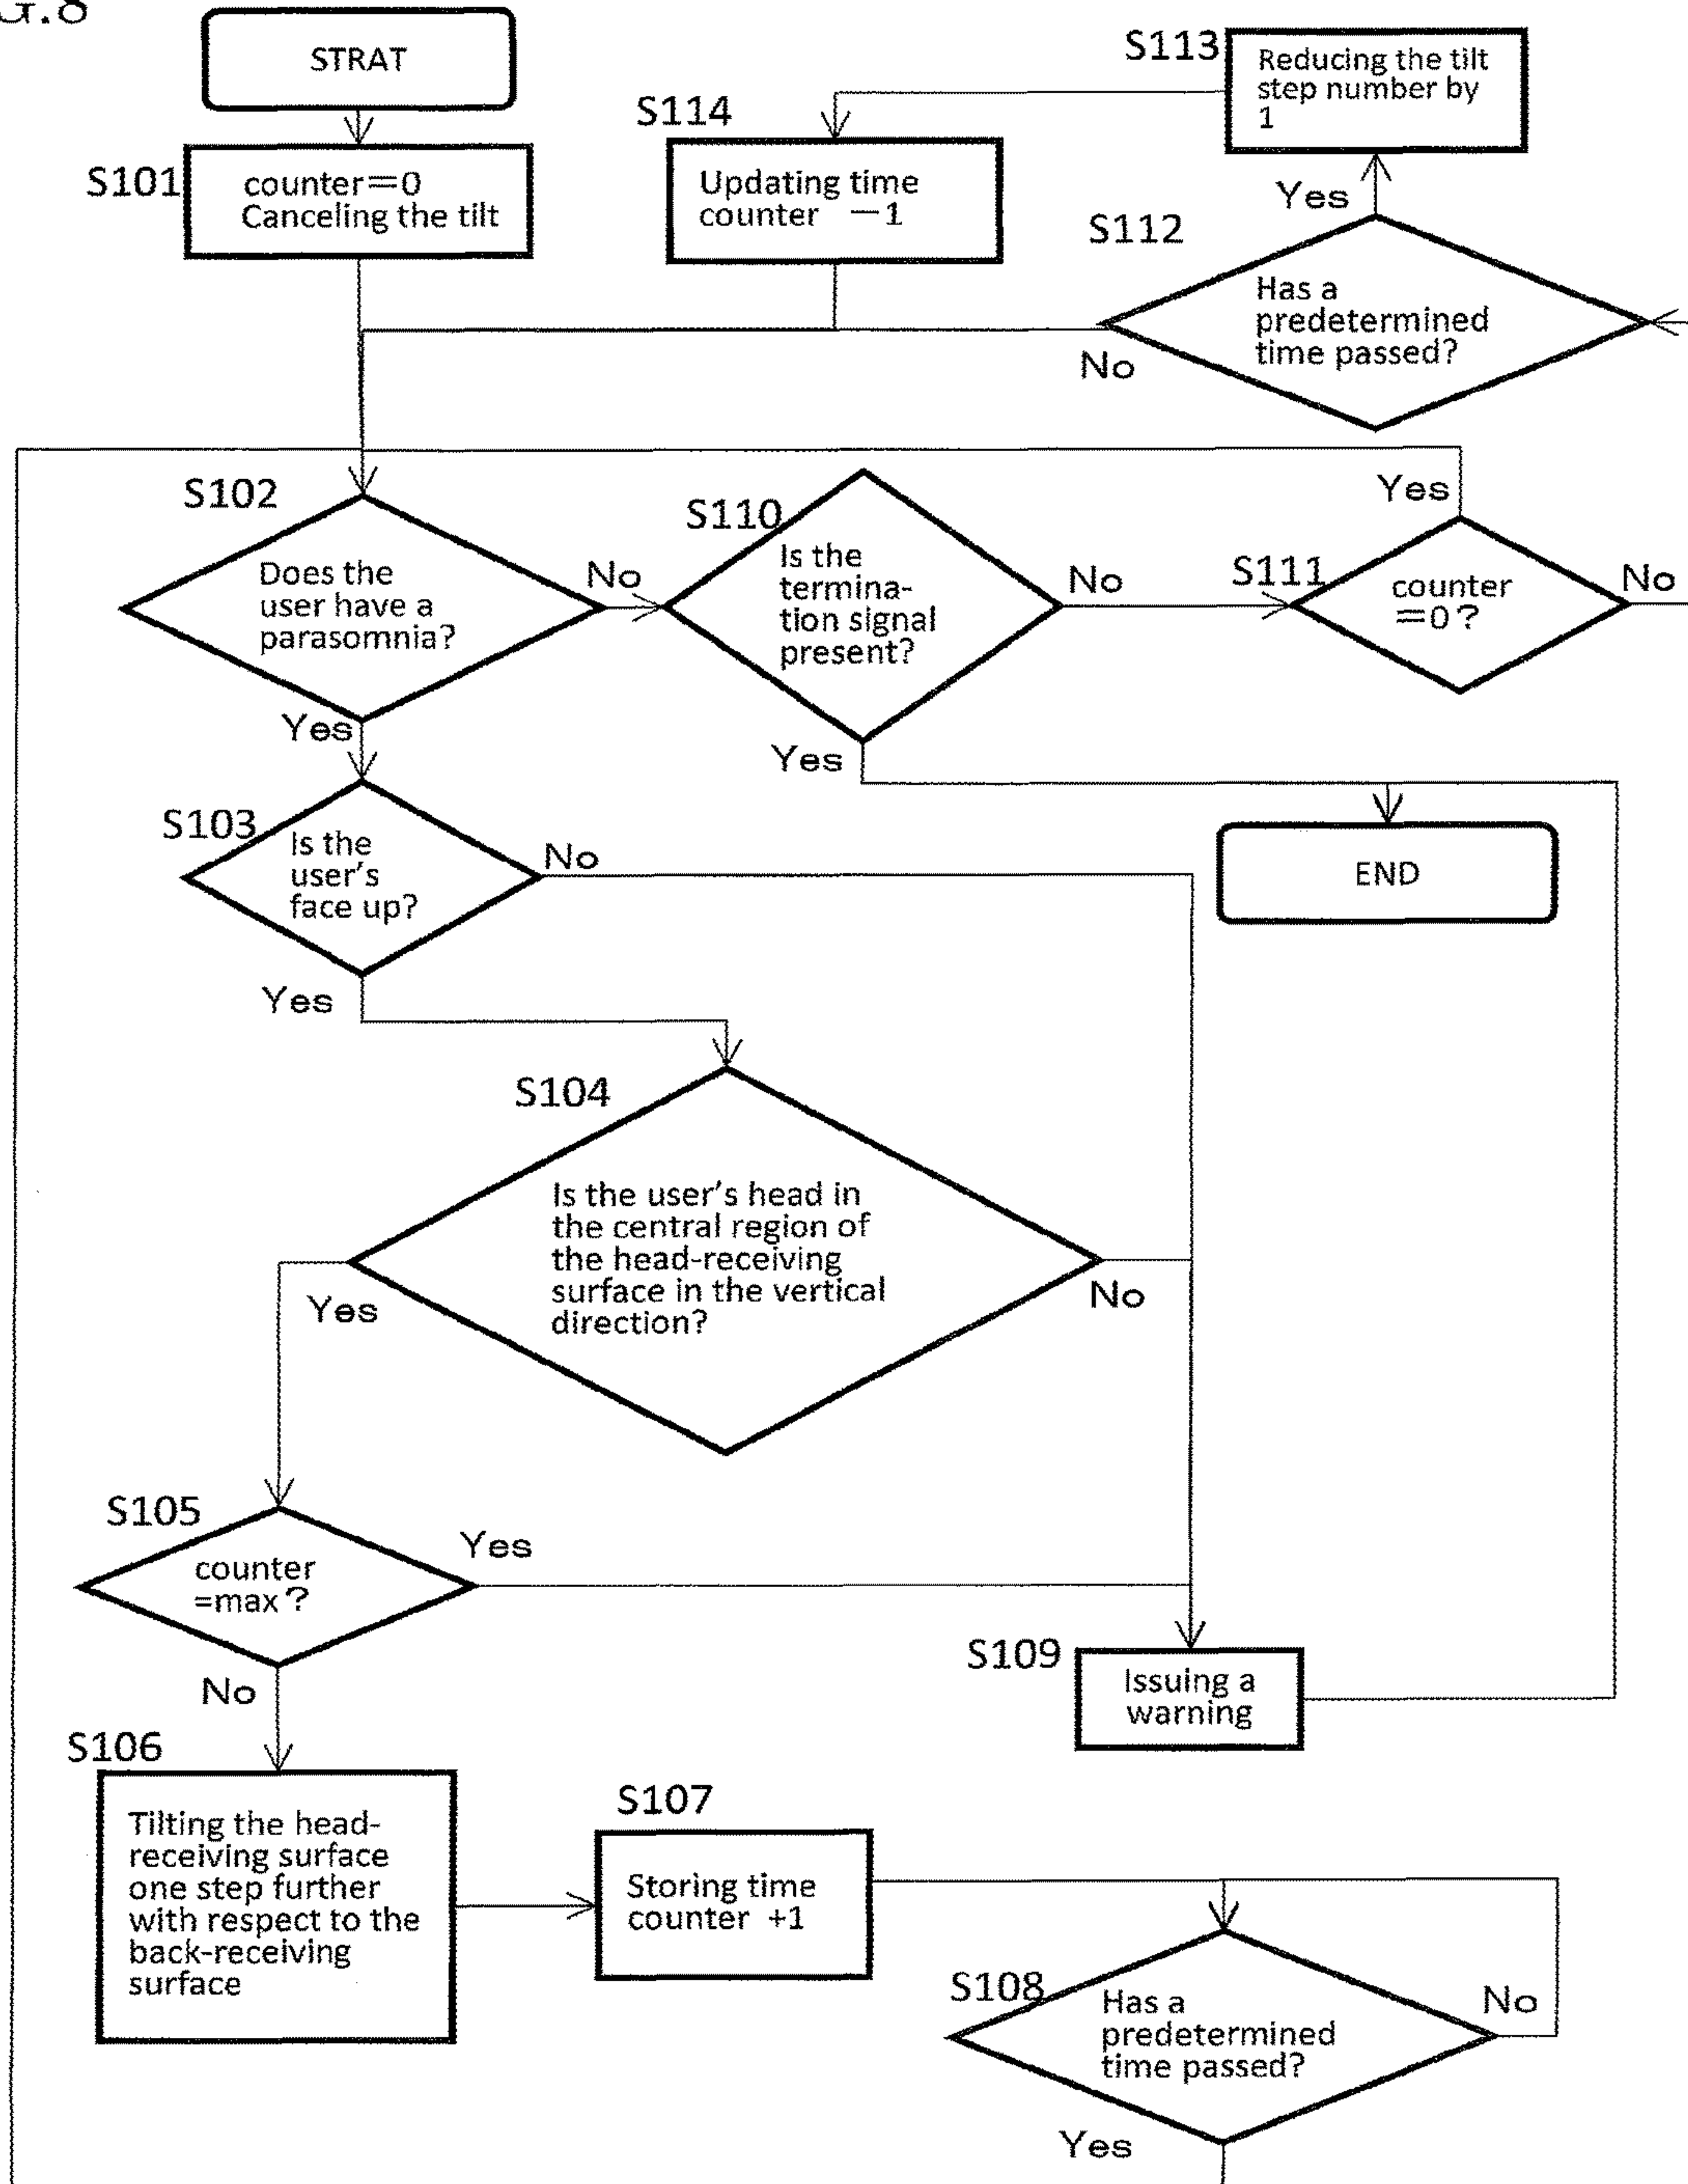 G.8
STRAT
S101
counter=0
Canceling the tilt
S114
Updating time
counter －1
S113
Reducing the tilt
step number by
1
Yes
S112
Has a
predetermined
time passed?
No
S102
Does the
user have a
parasomnia?
No
Yes
S110
Is the
termina-
tion signal
present?
No
Yes
S111
counter
=0?
Yes
No
END
S103
Is the
user's
face up?
No
Yes
S104
Is the user's head in
the central region of
the head-receiving
surface in the vertical
direction?
Yes
No
S105
counter
=max?
Yes
No
S109
Issuing a
warning
S106
Tilting the head-
receiving surface
one step further
with respect to the
back-receiving
surface
S107
Storing time
counter +1
S108
Has a
predetermined
time passed?
No
Yes